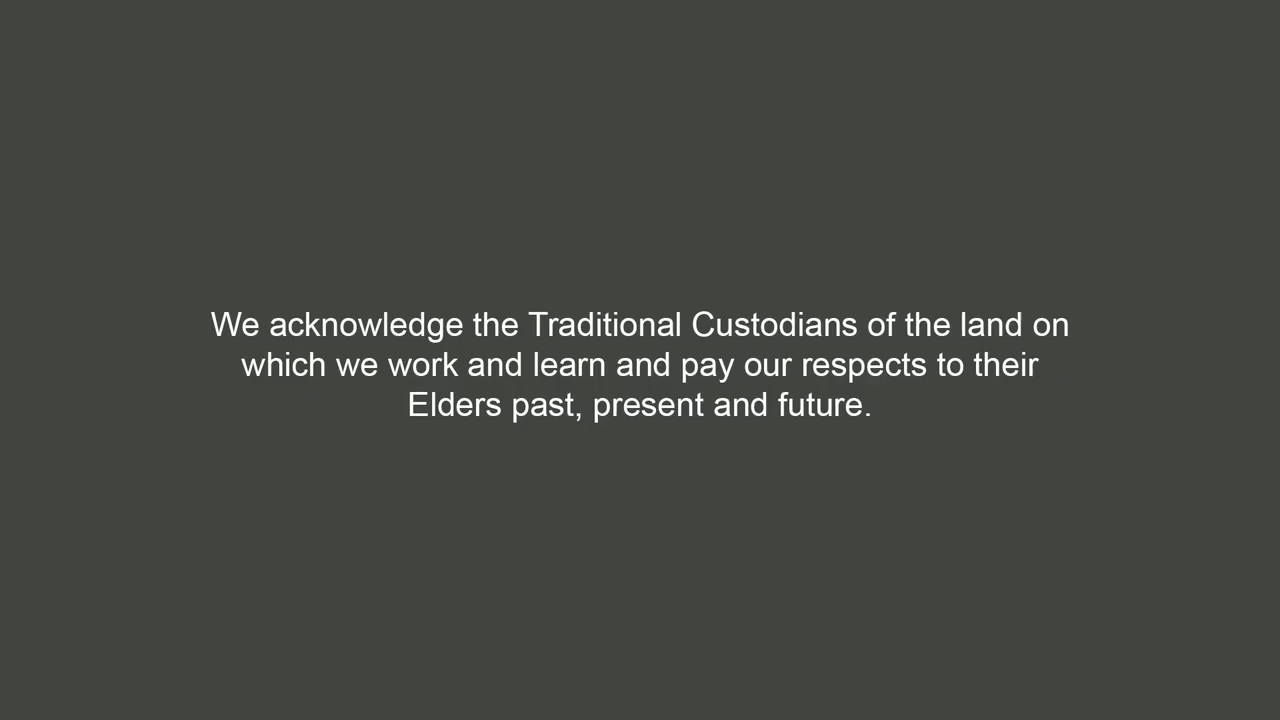 We acknowledge the Traditional Custodians of the land on
which we work and learn and pay our respects to their
Elders past, present and future.